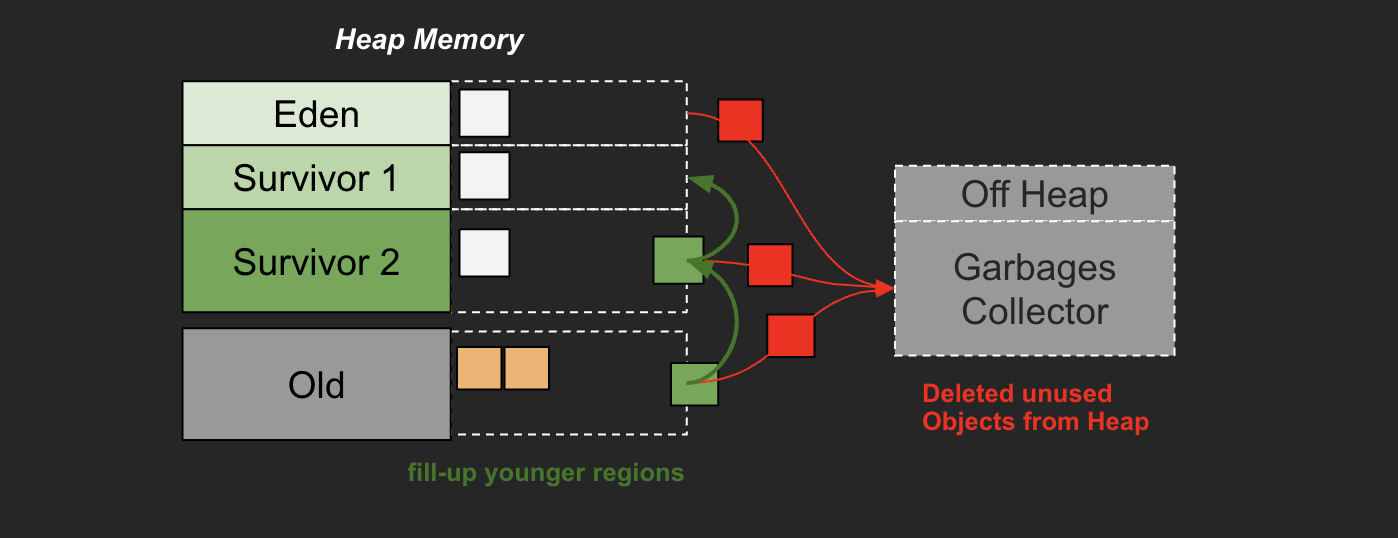 Heap Memory
Eden
Survivor 1
Survivor 2
Old
Off Heap
Garbages
Collector
Deleted unused
Objects from Heap
fill-up younger regions